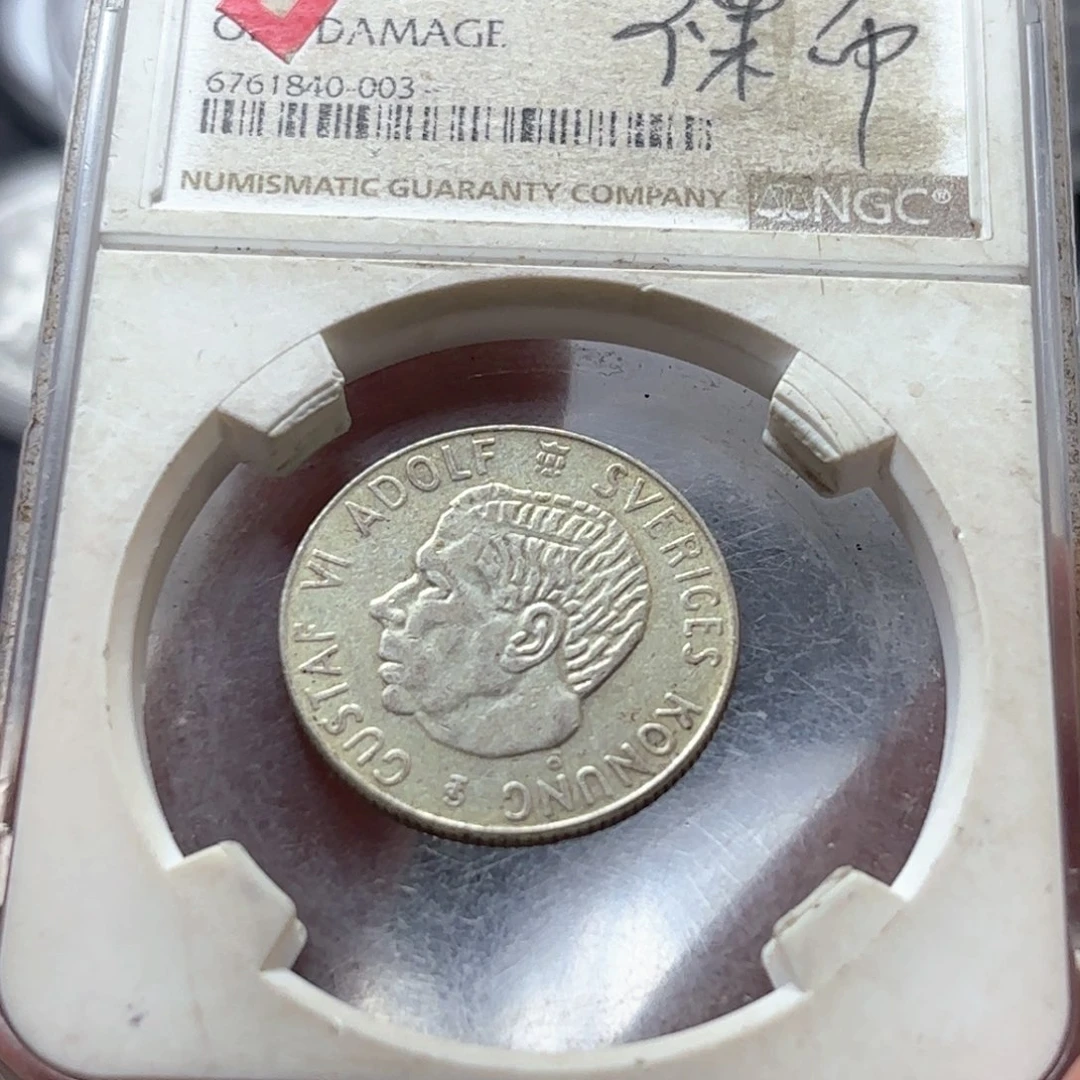 DAMAGE
6761840-003
NUMISMATIC GUARANTY COMPANY NGC®
GUSTAF VI ADOLF SVERIGES KONUNG